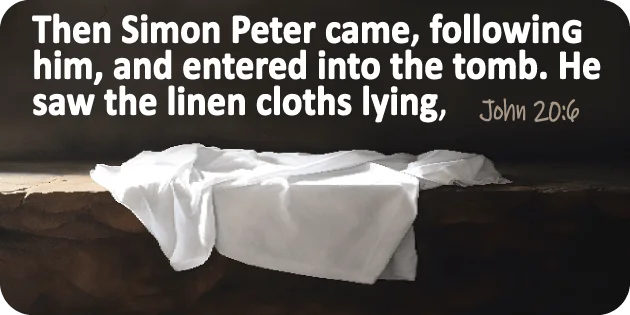 Then Simon Peter came, following
him, and entered into the tomb. He
saw the linen cloths lying,
John 20:6